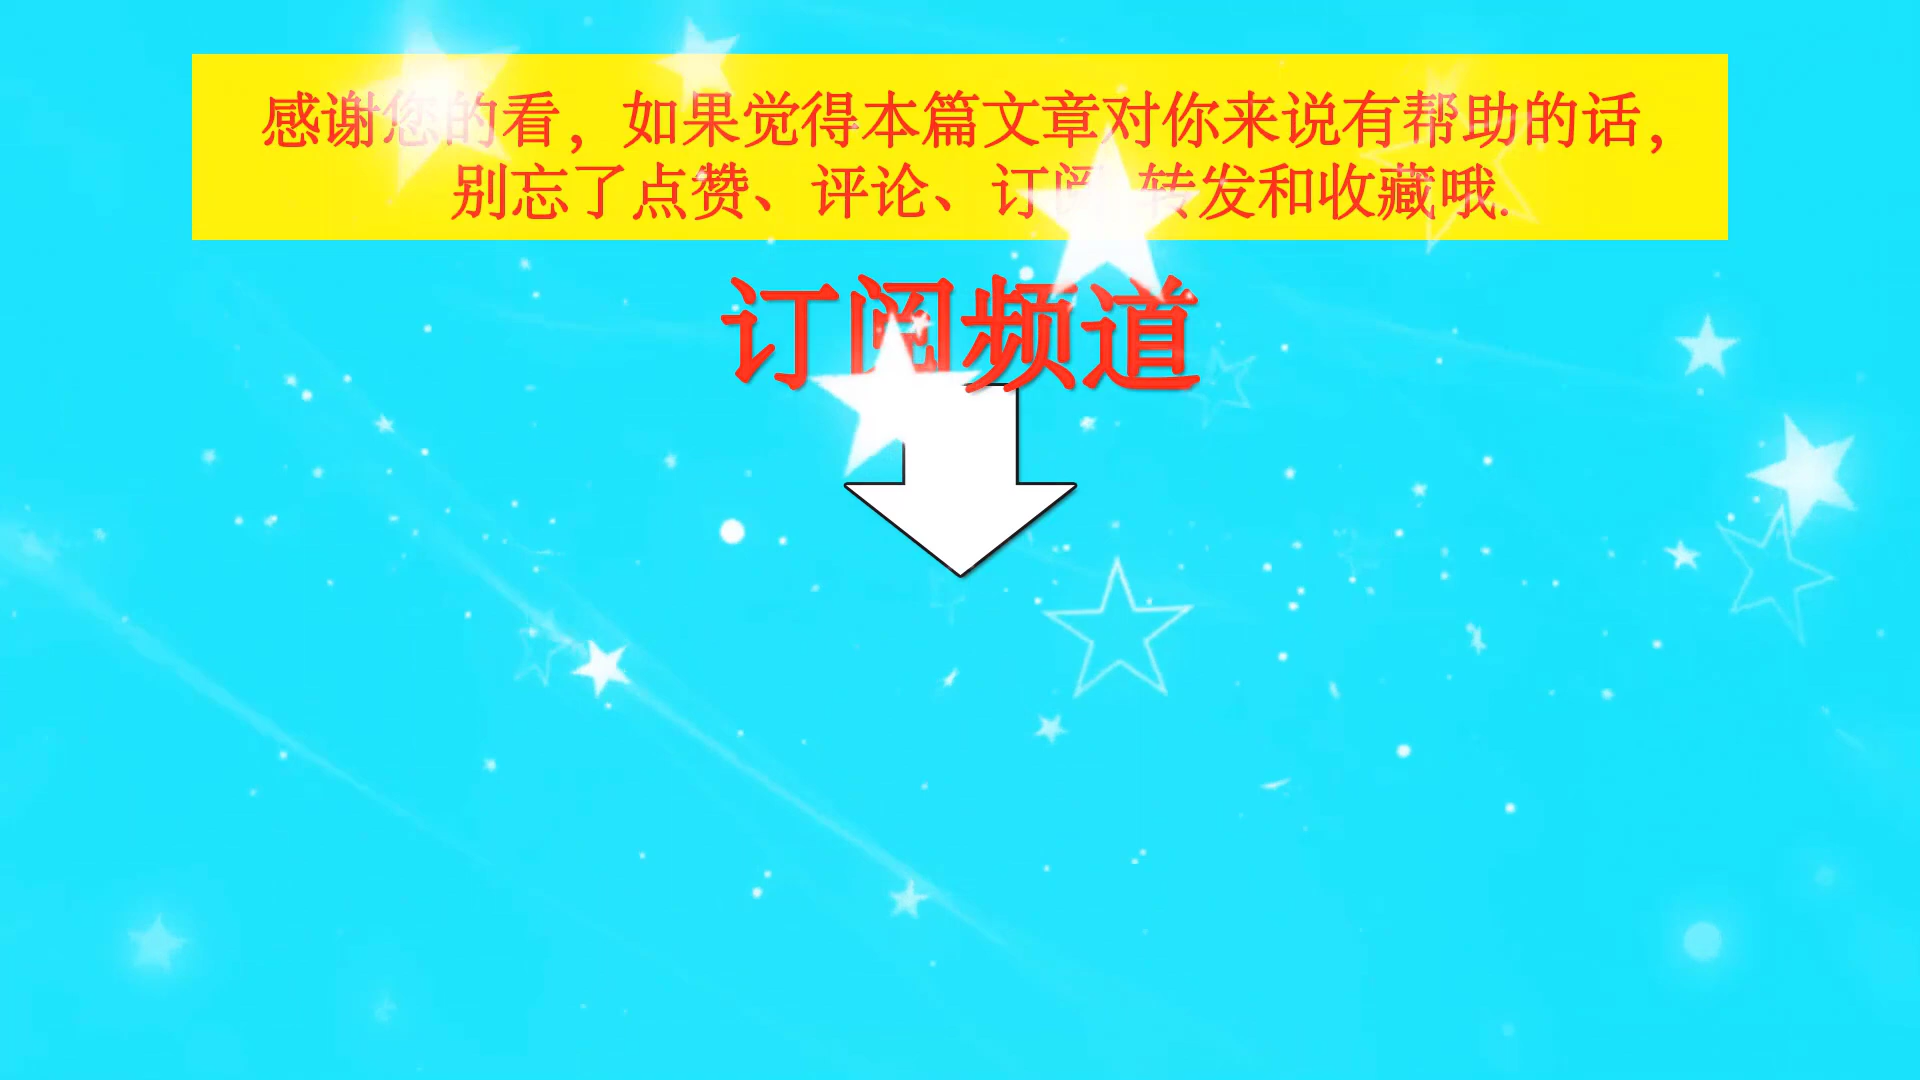 感谢您的看，如果觉得本篇文章对你来说有帮助的话，
别忘了点赞、评论、订阅 转发和收藏哦.
订阅频道